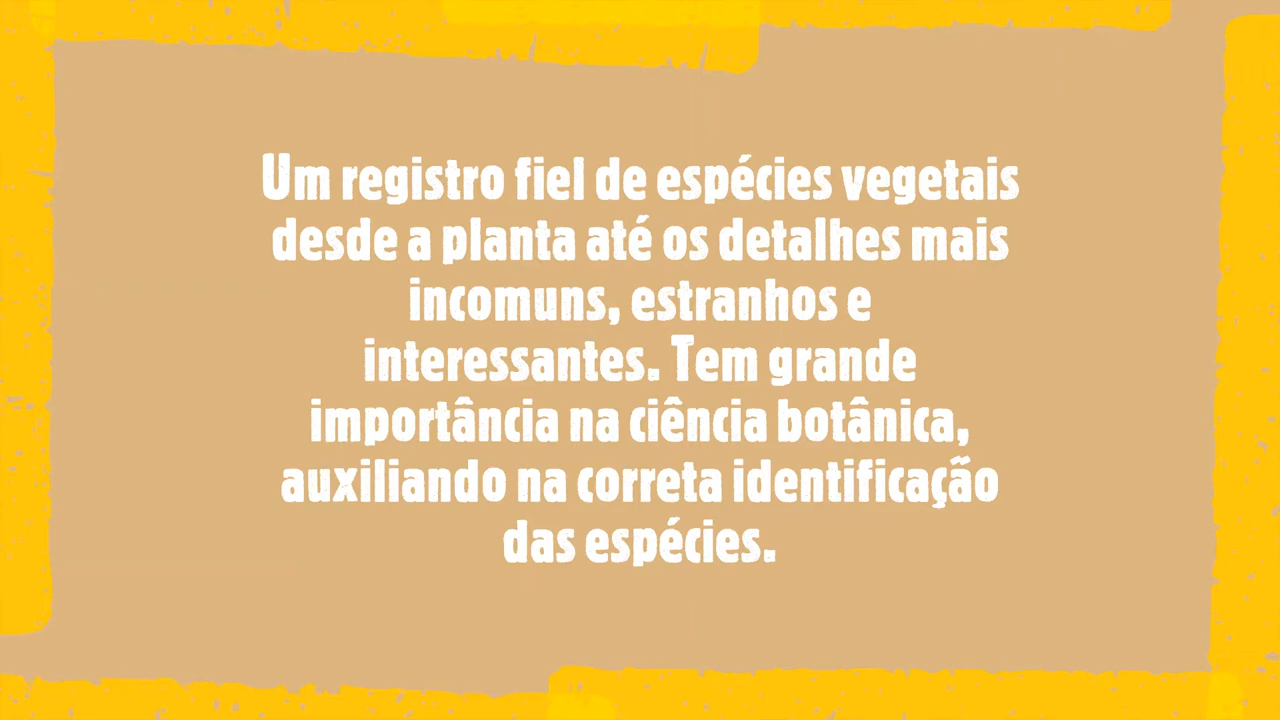 Um registro fiel de espécies vegetais
desde a planta até os detalhes mais
incomuns, estranhos e
interessantes. Tem grande
importância na ciência botânica,
auxiliando na correta identificação
das espécies.